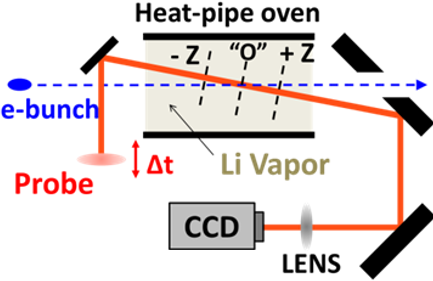 Heat-pipe oven
- Z "O" + Z
e-bunch
Li Vapor
Δt
Probe
CCD
LENS